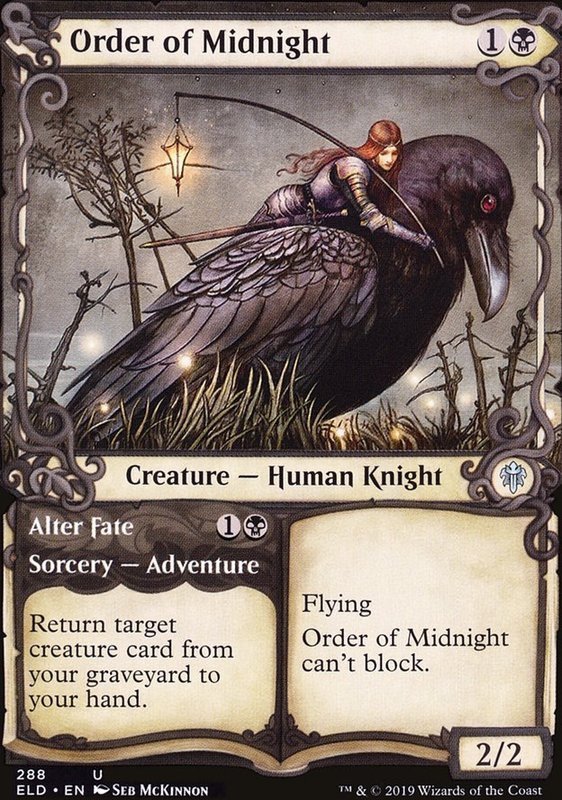 Order of Midnight 1
Creature — Human Knight
Alter Fate 1
Sorcery — Adventure
Return target
creature card from
your graveyard to
your hand.
Flying
Order of Midnight
can't block.
2/2
288 U
ELD • EN Seb McKinnon
™ & © 2019 Wizards of the Coast